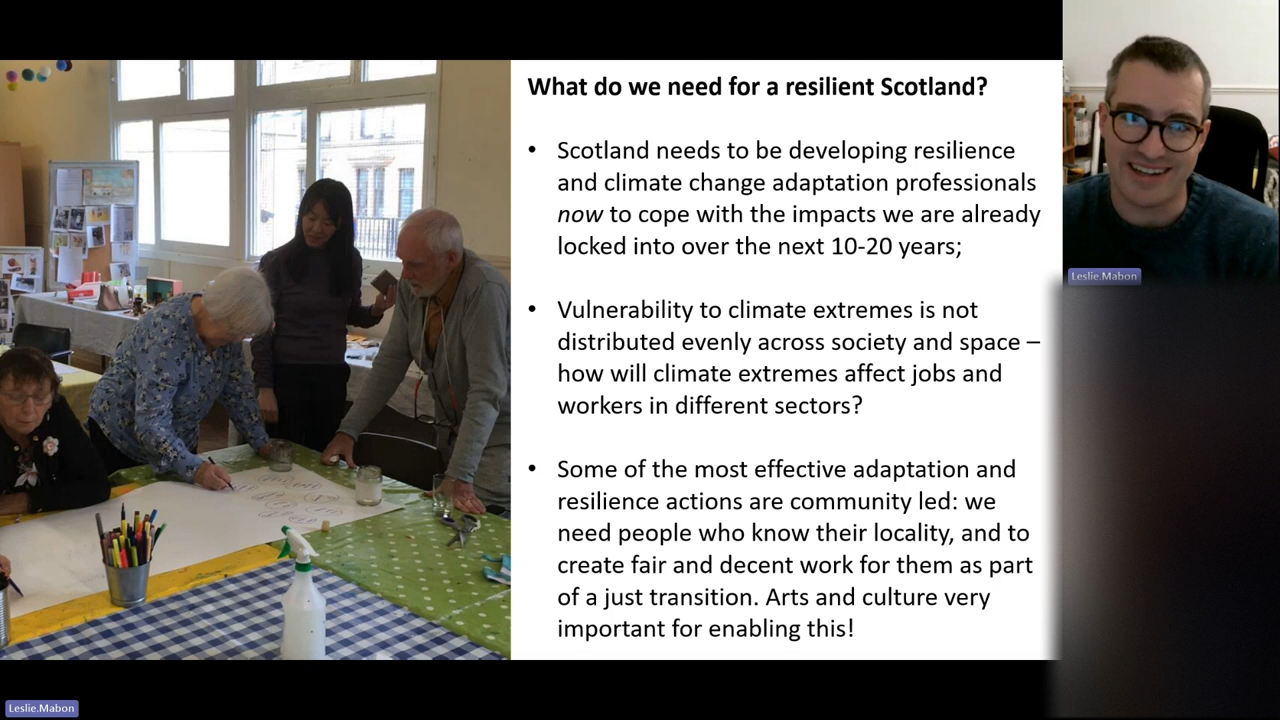 What do we need for a resilient Scotland?
• Scotland needs to be developing resilience
and climate change adaptation professionals
now to cope with the impacts we are already
locked into over the next 10-20 years;
• Vulnerability to climate extremes is not
distributed evenly across society and space –
how will climate extremes affect jobs and
workers in different sectors?
• Some of the most effective adaptation and
resilience actions are community led: we
need people who know their locality, and to
create fair and decent work for them as part
of a just transition. Arts and culture very
important for enabling this!
Leslie.Mabon
Leslie.Mabon